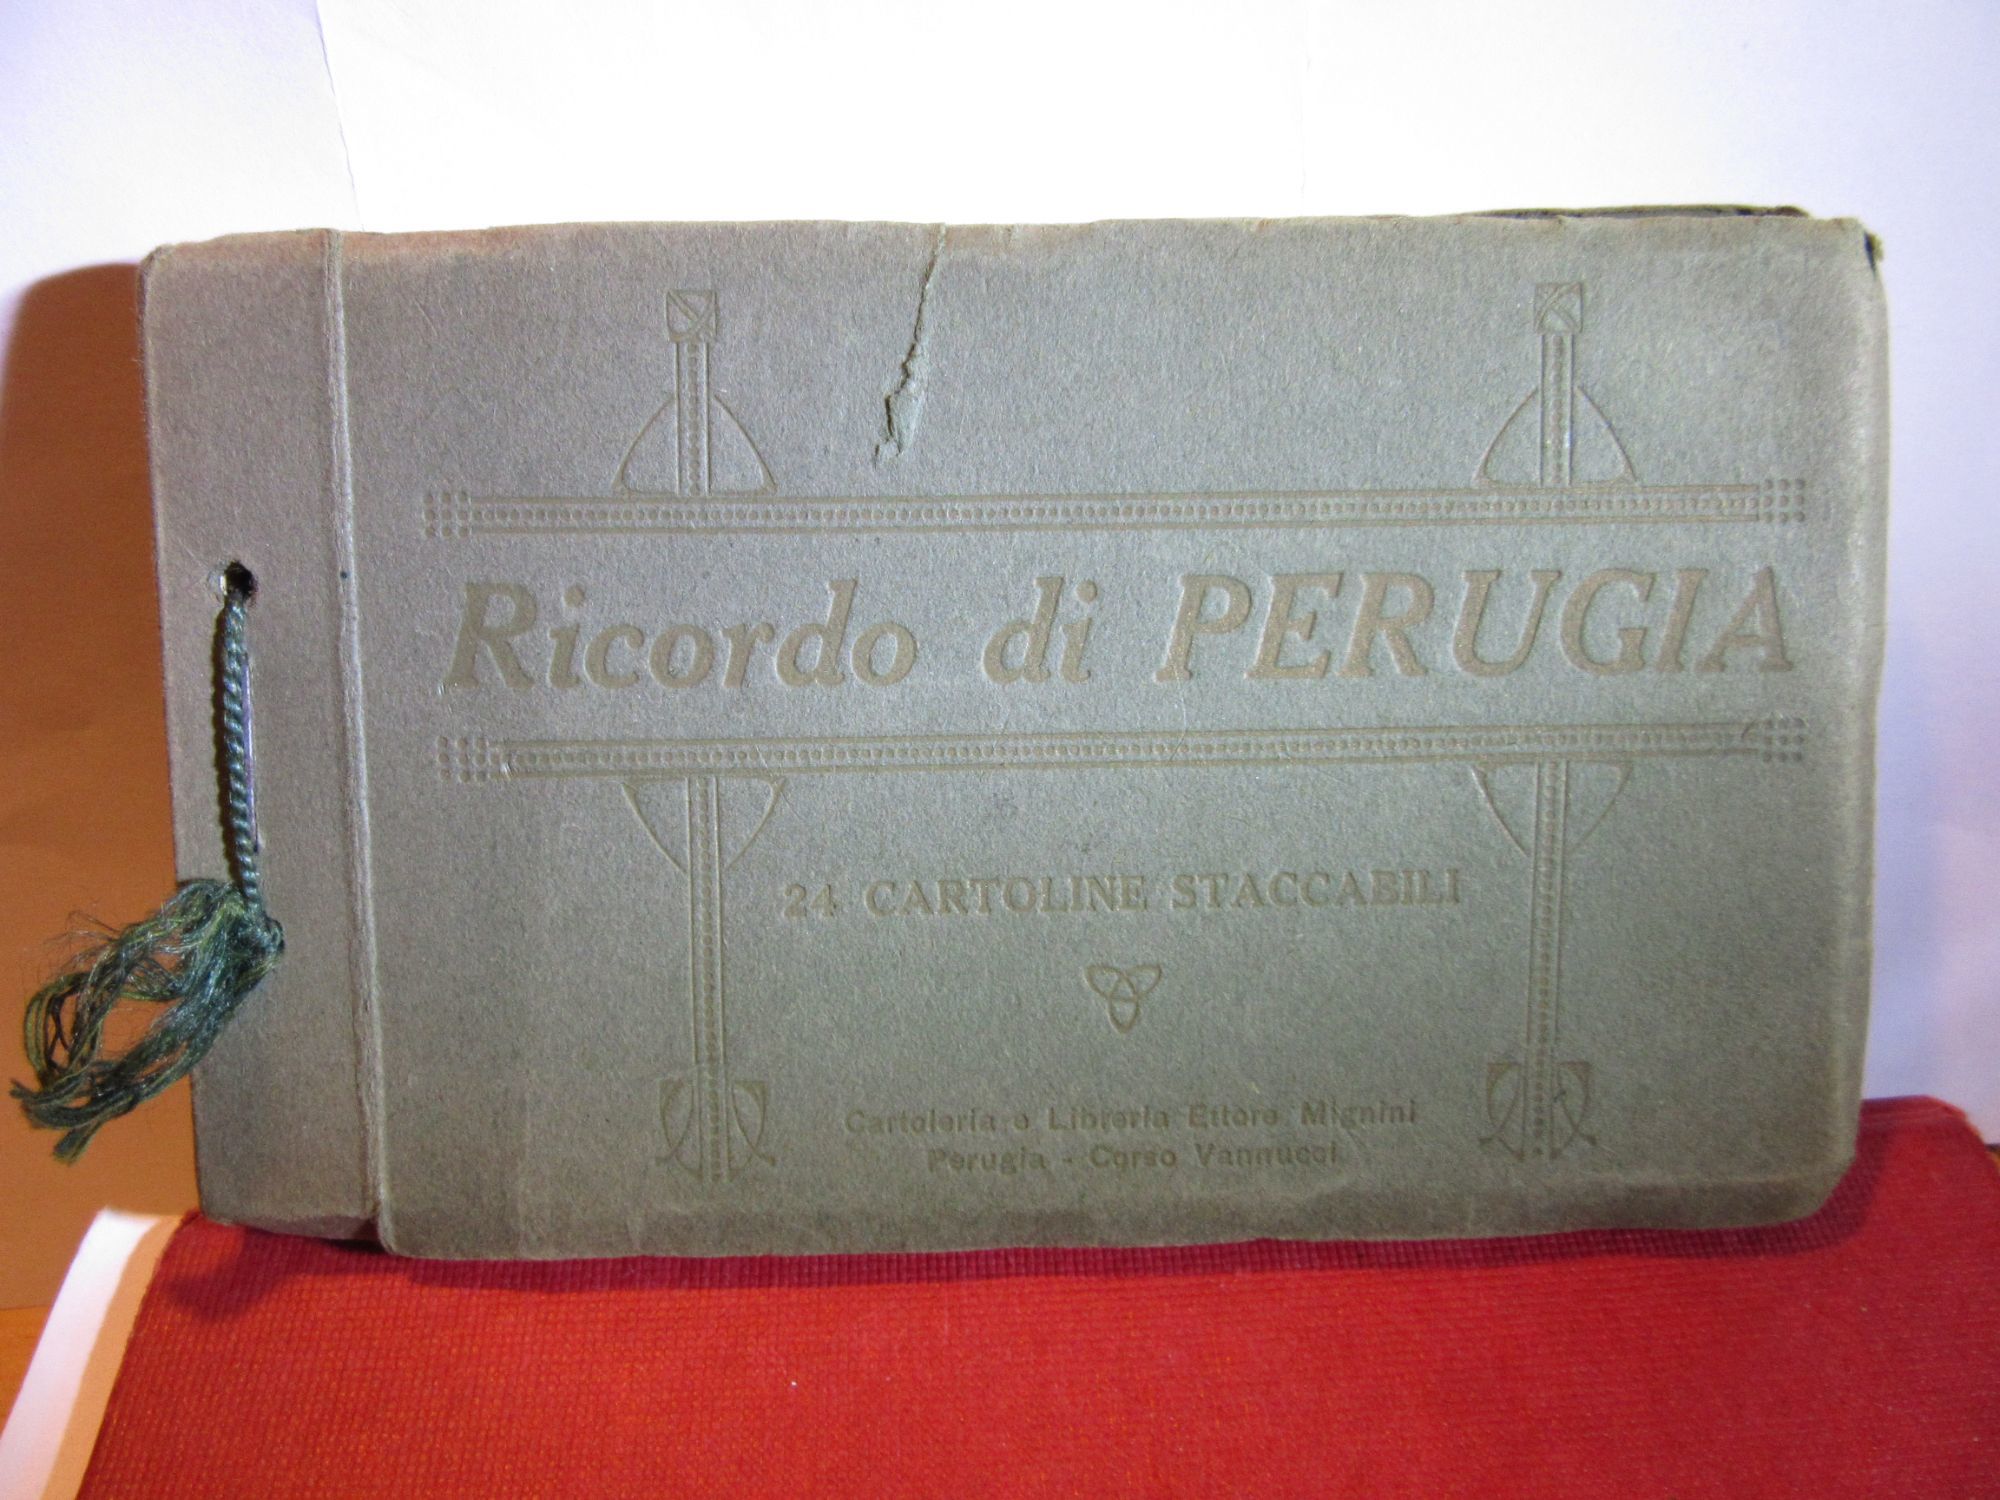 Ricordo di PERUGIA
24 CARTOLINE STACCABILI
Cartoleria e Libreria Ettore Mignini
Perugia - Corso Vannucci